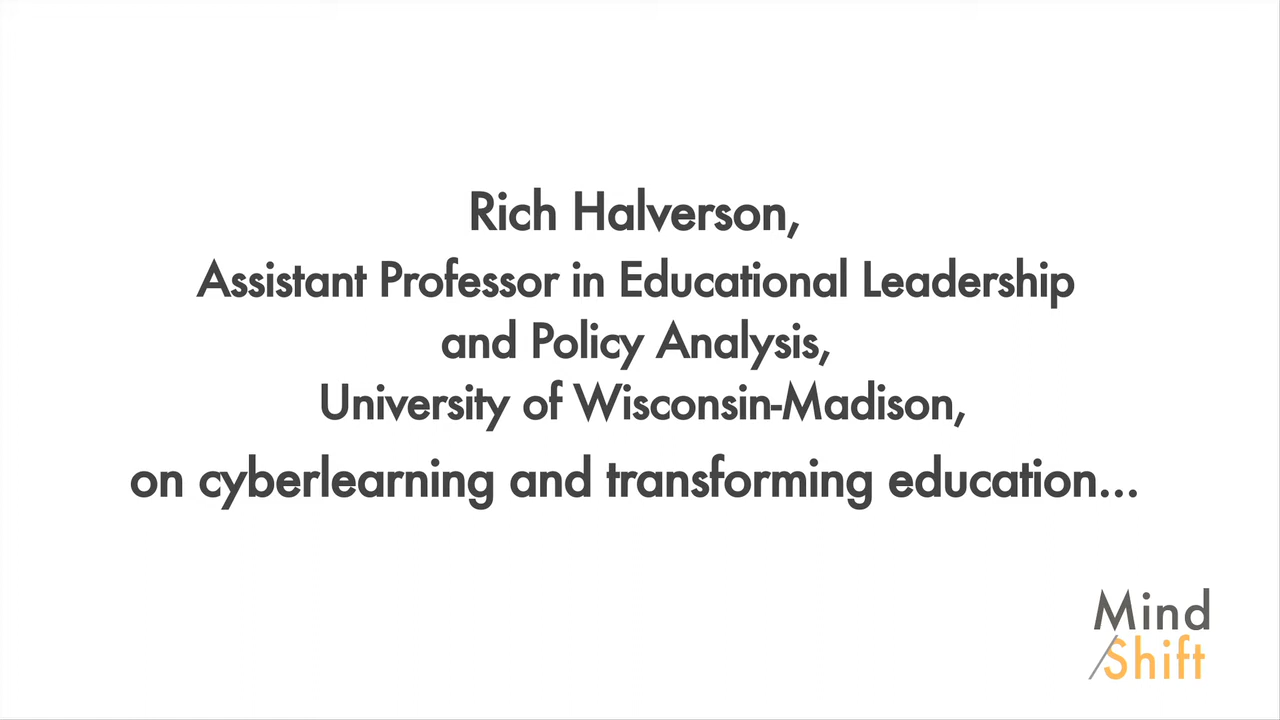 Rich Halverson,
Assistant Professor in Educational Leadership
and Policy Analysis,
University of Wisconsin-Madison,
on cyberlearning and transforming education...
Mind
/Shift